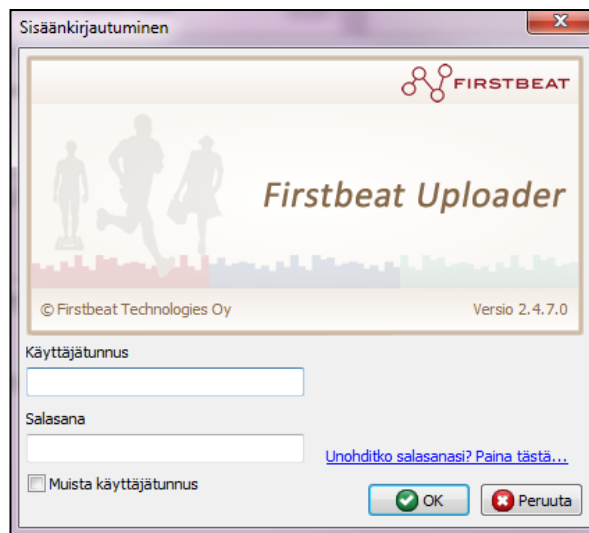 Sisäänkirjautuminen
FIRSTBEAT
Firstbeat Uploader
© Firstbeat Technologies Oy
Versio 2.4.7.0
Käyttäjätunnus
Salasana
Unohditko salasanasi? Paina tästä...
Muista käyttäjätunnus
OK
Peruuta